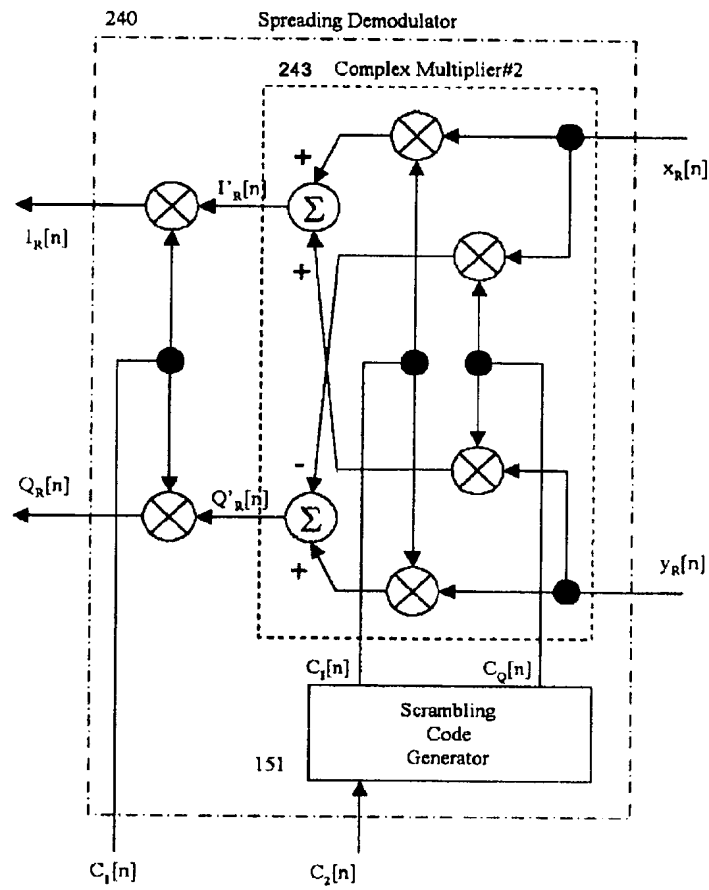 240 Spreading Demodulator
243 Complex Multiplier#2
x_R[n]
+
I'_R[n]
Σ
I_R[n]
+
-
Q_R[n]
Q'_R[n]
Σ
+
y_R[n]
C_I[n] C_Q[n]
Scrambling
Code
Generator
151
C_1[n] C_2[n]